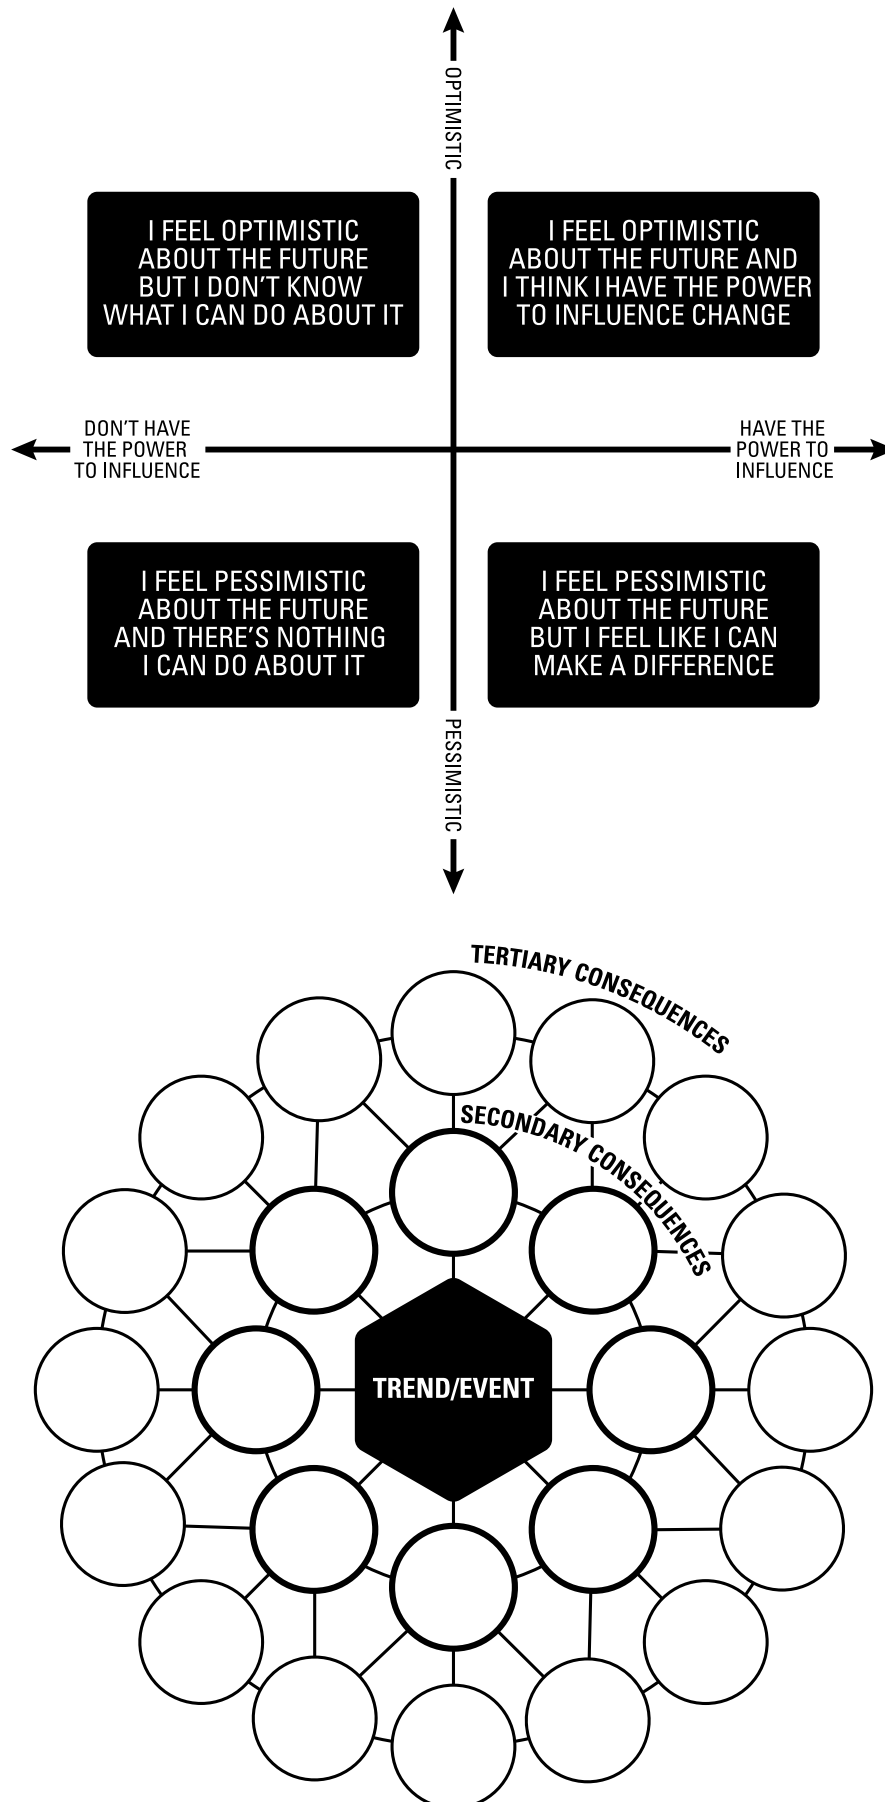 OPTIMISTIC
I FEEL OPTIMISTIC
ABOUT THE FUTURE
BUT I DON'T KNOW
WHAT I CAN DO ABOUT IT
I FEEL OPTIMISTIC
ABOUT THE FUTURE AND
I THINK I HAVE THE POWER
TO INFLUENCE CHANGE
DON'T HAVE
THE POWER
TO INFLUENCE
HAVE THE
POWER TO
INFLUENCE
I FEEL PESSIMISTIC
ABOUT THE FUTURE
AND THERE'S NOTHING
I CAN DO ABOUT IT
I FEEL PESSIMISTIC
ABOUT THE FUTURE
BUT I FEEL LIKE I CAN
MAKE A DIFFERENCE
PESSIMISTIC
TERTIARY CONSEQUENCES
SECONDARY CONSEQUENCES
TREND/EVENT